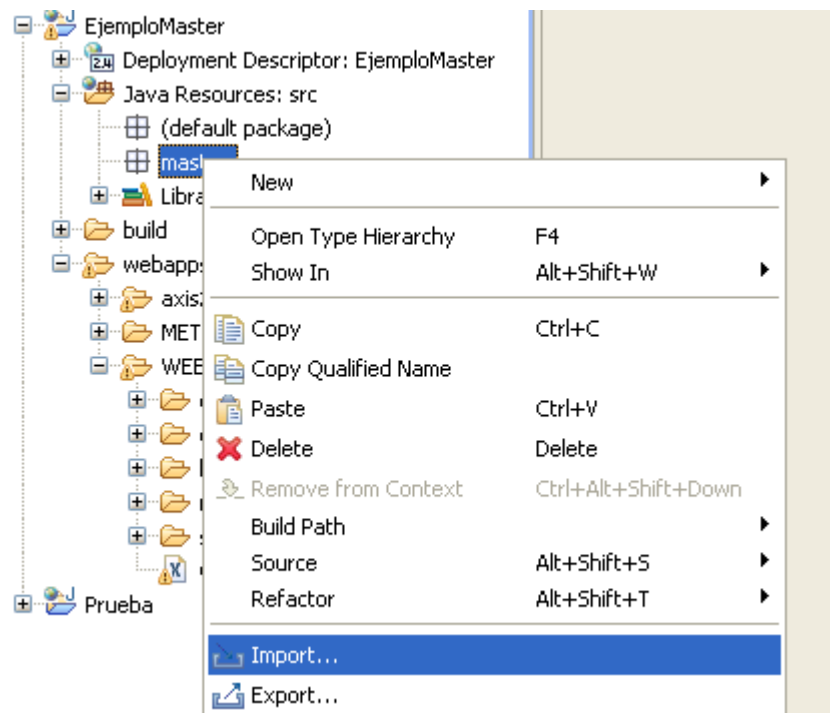 EjemploMaster
2.4 Deployment Descriptor: EjemploMaster
Java Resources: src
(default package)
New
Open Type Hierarchy F4
Show In Alt+Shift+W
Copy Ctrl+C
Copy Qualified Name
Paste Ctrl+V
Delete Delete
Remove from Context Ctrl+Alt+Shift+Down
build
Build Path
Source Alt+Shift+S
Refactor Alt+Shift+T
Prueba
Import...
Export...